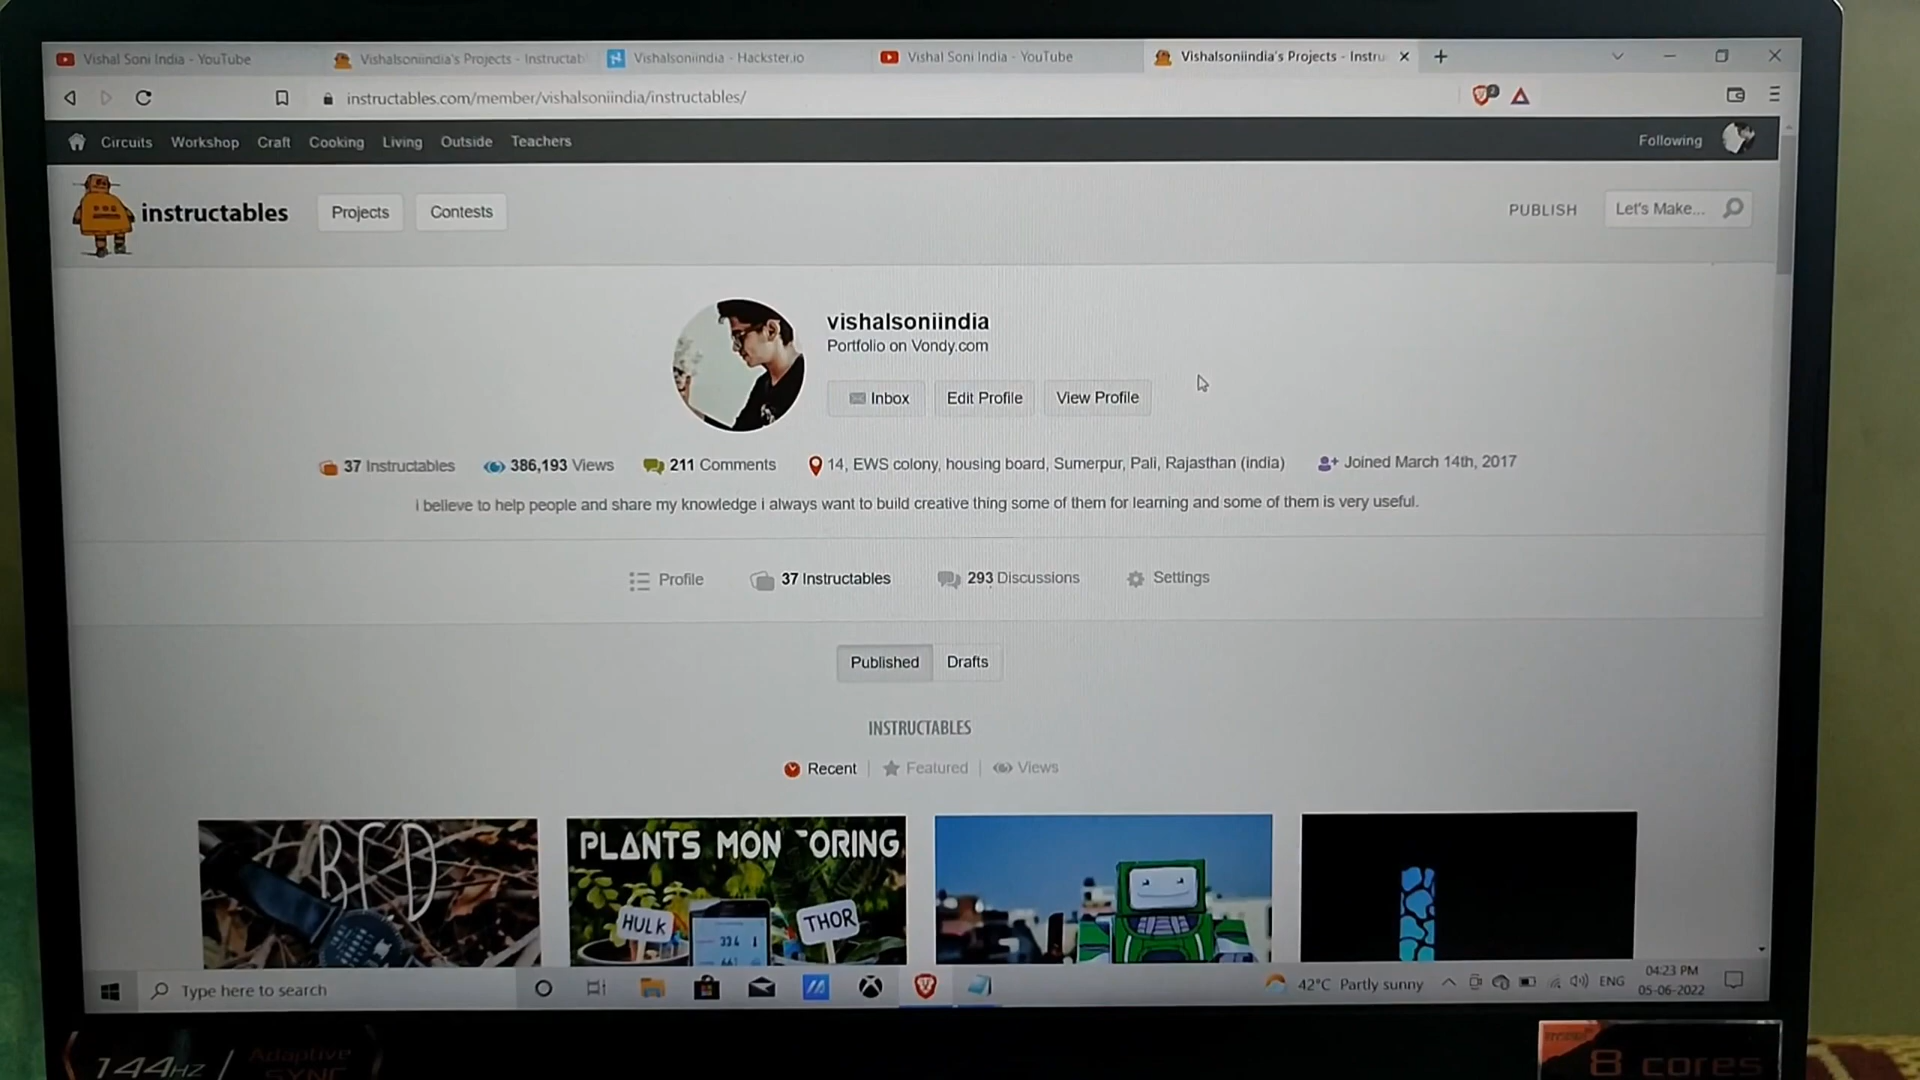 Vishal Soni India - YouTube
Vishalsoniindia's Projects - Instructab
Vishalsoniindia - Hackster.io
Vishal Soni India - YouTube
Vishalsoniindia's Projects - Instru
instructables.com/member/vishalsoniindia/instructables/
2
Circuits Workshop Craft Cooking Living Outside Teachers
Following
instructables
Projects
Contests
PUBLISH
Let's Make...
vishalsoniindia
Portfolio on Vondy.com
Inbox
Edit Profile
View Profile
37 Instructables
386,193 Views
211 Comments
14, EWS colony, housing board, Sumerpur, Pali, Rajasthan (india)
Joined March 14th, 2017
i believe to help people and share my knowledge i always want to build creative thing some of them for learning and some of them is very useful.
Profile
37 Instructables
293 Discussions
Settings
Published
Drafts
INSTRUCTABLES
Recent
Featured
Views
BCD
PLANTS MON TORING
HULK
THOR
334
Type here to search
42°C Partly sunny
ENG
04:23 PM
05-06-2022
144Hz / Adaptive
SYNC
8 cores